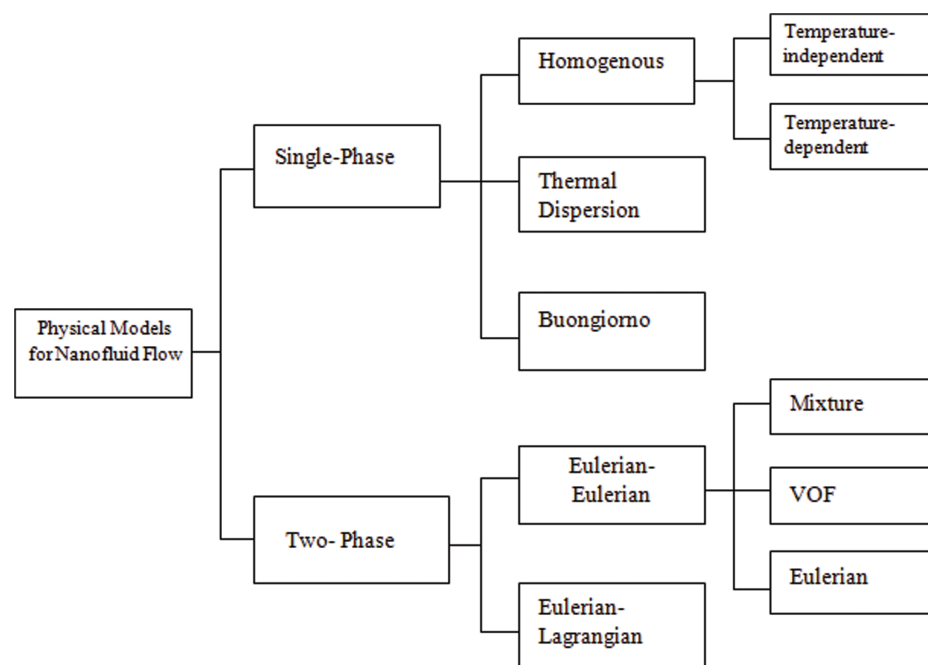 Physical Models
for Nanofluid Flow
Single-Phase
Homogenous
Temperature-
independent
Temperature-
dependent
Thermal
Dispersion
Buongiorno
Two- Phase
Eulerian-
Eulerian
Mixture
VOF
Eulerian
Eulerian-
Lagrangian